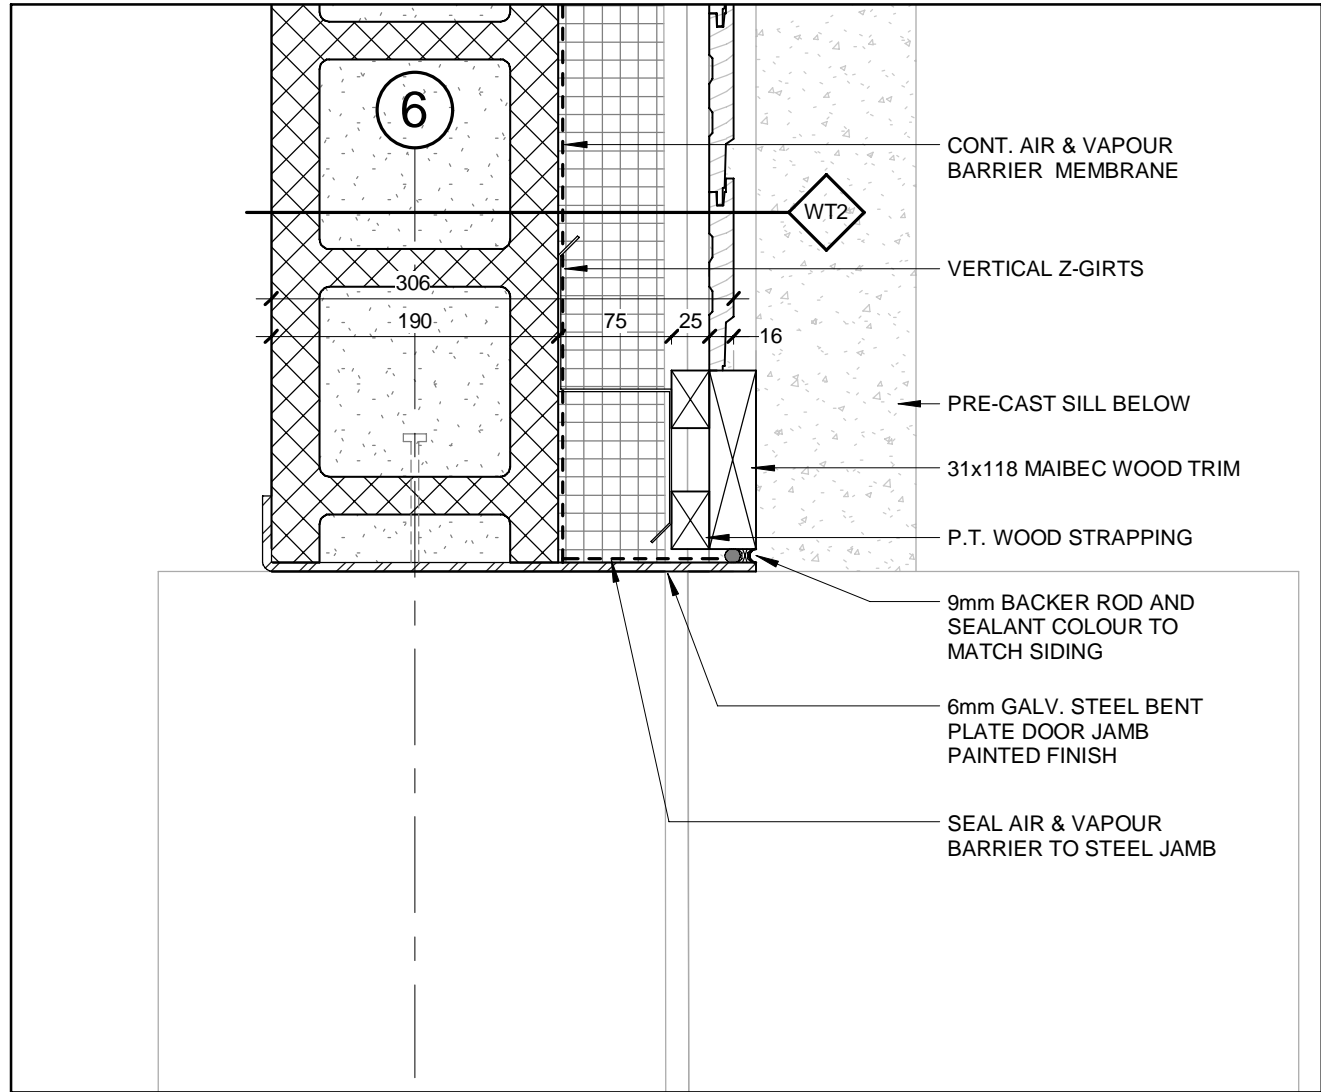 6
CONT. AIR & VAPOUR
BARRIER MEMBRANE
WT2
VERTICAL Z-GIRTS
306
190
75
25
16
PRE-CAST SILL BELOW
31x118 MAIBEC WOOD TRIM
P.T. WOOD STRAPPING
9mm BACKER ROD AND
SEALANT COLOUR TO
MATCH SIDING
6mm GALV. STEEL BENT
PLATE DOOR JAMB
PAINTED FINISH
SEAL AIR & VAPOUR
BARRIER TO STEEL JAMB